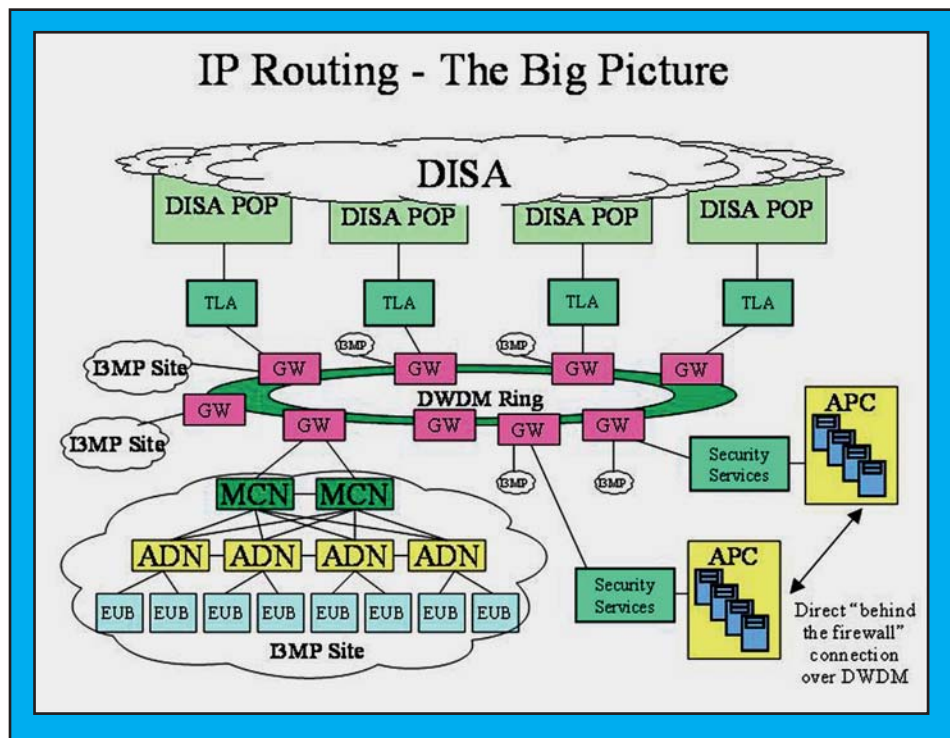 IP Routing - The Big Picture
DISA
DISA POP
DISA POP
DISA POP
DISA POP
TLA
TLA
TLA
TLA
I3MP Site
GW
I3MP
GW
I3MP
GW
GW
GW
DWDM Ring
I3MP Site
GW
GW
GW
GW
I3MP
I3MP
Security
Services
APC
MCN
MCN
ADN
ADN
ADN
ADN
EUB
EUB
EUB
EUB
EUB
EUB
EUB
EUB
I3MP Site
Security
Services
APC
Direct “behind
the firewall”
connection
over DWDM